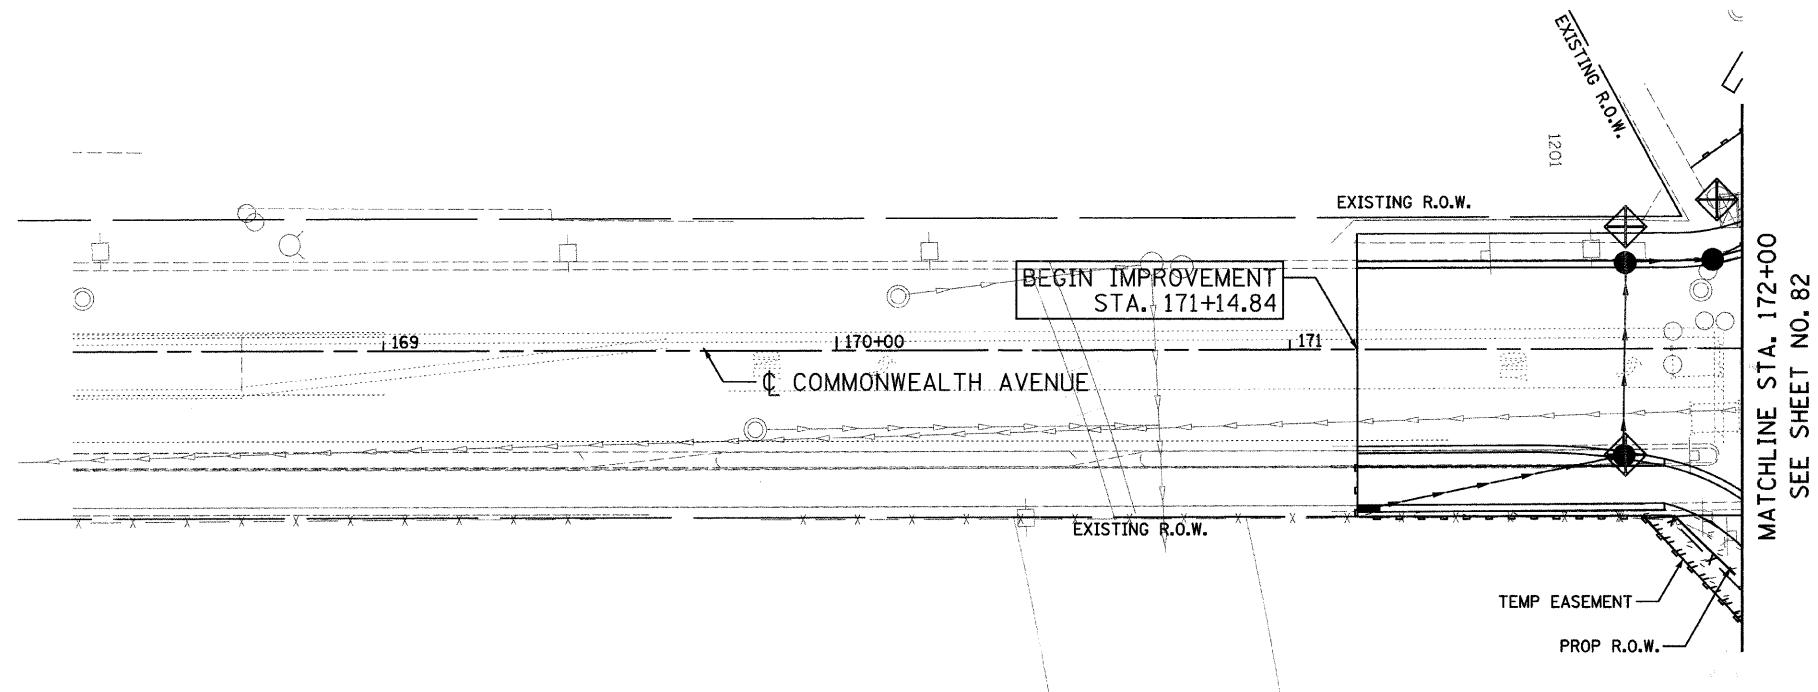 EXISTING R.O.W.
1201
EXISTING R.O.W.
BEGIN IMPROVEMENT
STA. 171+14.84
169
170+00
171
℄ COMMONWEALTH AVENUE
EXISTING R.O.W.
TEMP EASEMENT
PROP R.O.W.
MATCHLINE STA. 172+00
SEE SHEET NO. 82